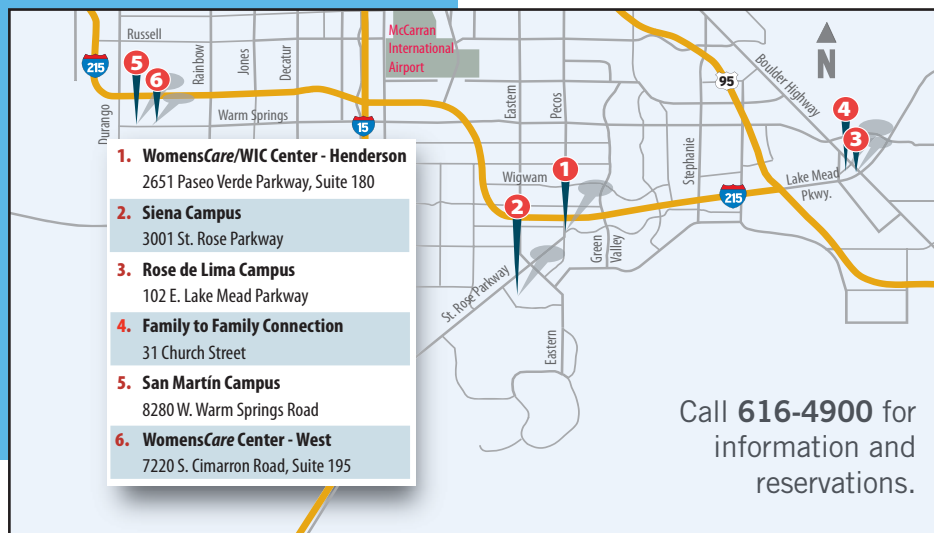 Russell
McCarran
International
Airport
215
5
6
Rainbow
Jones
Decatur
Durango
Warm Springs
15
Eastern
Pecos
95
Boulder Highway
N
4
3
Stephanie
Lake Mead
Pkwy.
215
Wigwam
1
2
Green
Valley
St. Rose Parkway
Eastern
1. WomensCare/WIC Center - Henderson
2651 Paseo Verde Parkway, Suite 180
2. Siena Campus
3001 St. Rose Parkway
3. Rose de Lima Campus
102 E. Lake Mead Parkway
4. Family to Family Connection
31 Church Street
5. San Martín Campus
8280 W. Warm Springs Road
6. WomensCare Center - West
7220 S. Cimarron Road, Suite 195
Call 616-4900 for
information and
reservations.